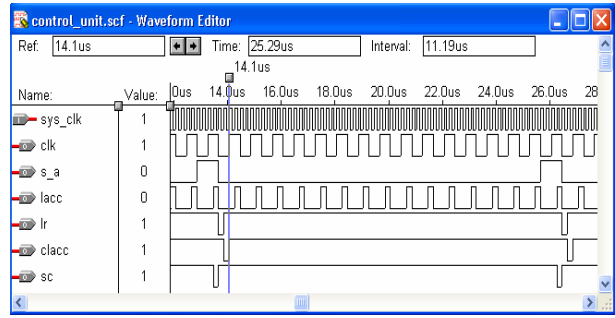 control_unit.scf - Waveform Editor
Ref: 14.1us Time: 25.29us Interval: 11.19us
14.1us
Name: Value: 0us 14.0us 16.0us 18.0us 20.0us 22.0us 24.0us 26.0us 28
sys_clk 1
clk 1
s_a 0
lacc 0
lr 1
clacc 1
sc 1